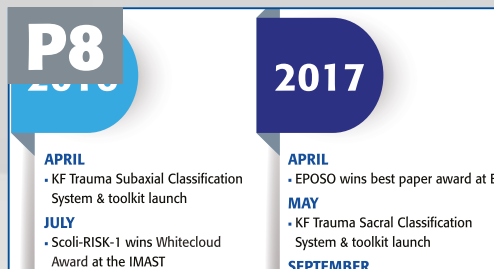 P8
2017
APRIL
▪ KF Trauma Subaxial Classification
System & toolkit launch
JULY
▪ Scoli-RISK-1 wins Whitecloud
Award at the IMAST
APRIL
▪ EPOSO wins best paper award at
MAY
▪ KF Trauma Sacral Classification
System & toolkit launch
SEPTEMBER